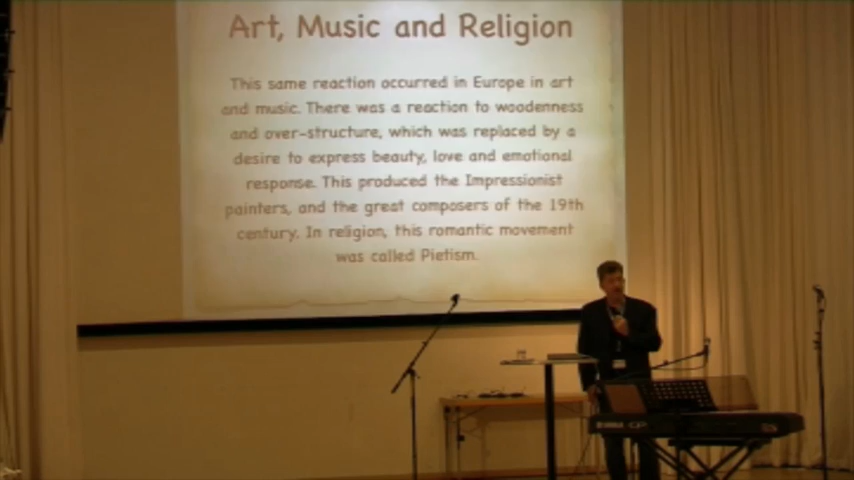 Art, Music and Religion
This same reaction occurred in Europe in art
and music. There was a reaction to woodenness
and over-structure, which was replaced by a
desire to express beauty, love and emotional
response. This produced the Impressionist
painters, and the great composers of the 19th
century. In religion, this romantic movement
was called Pietism.